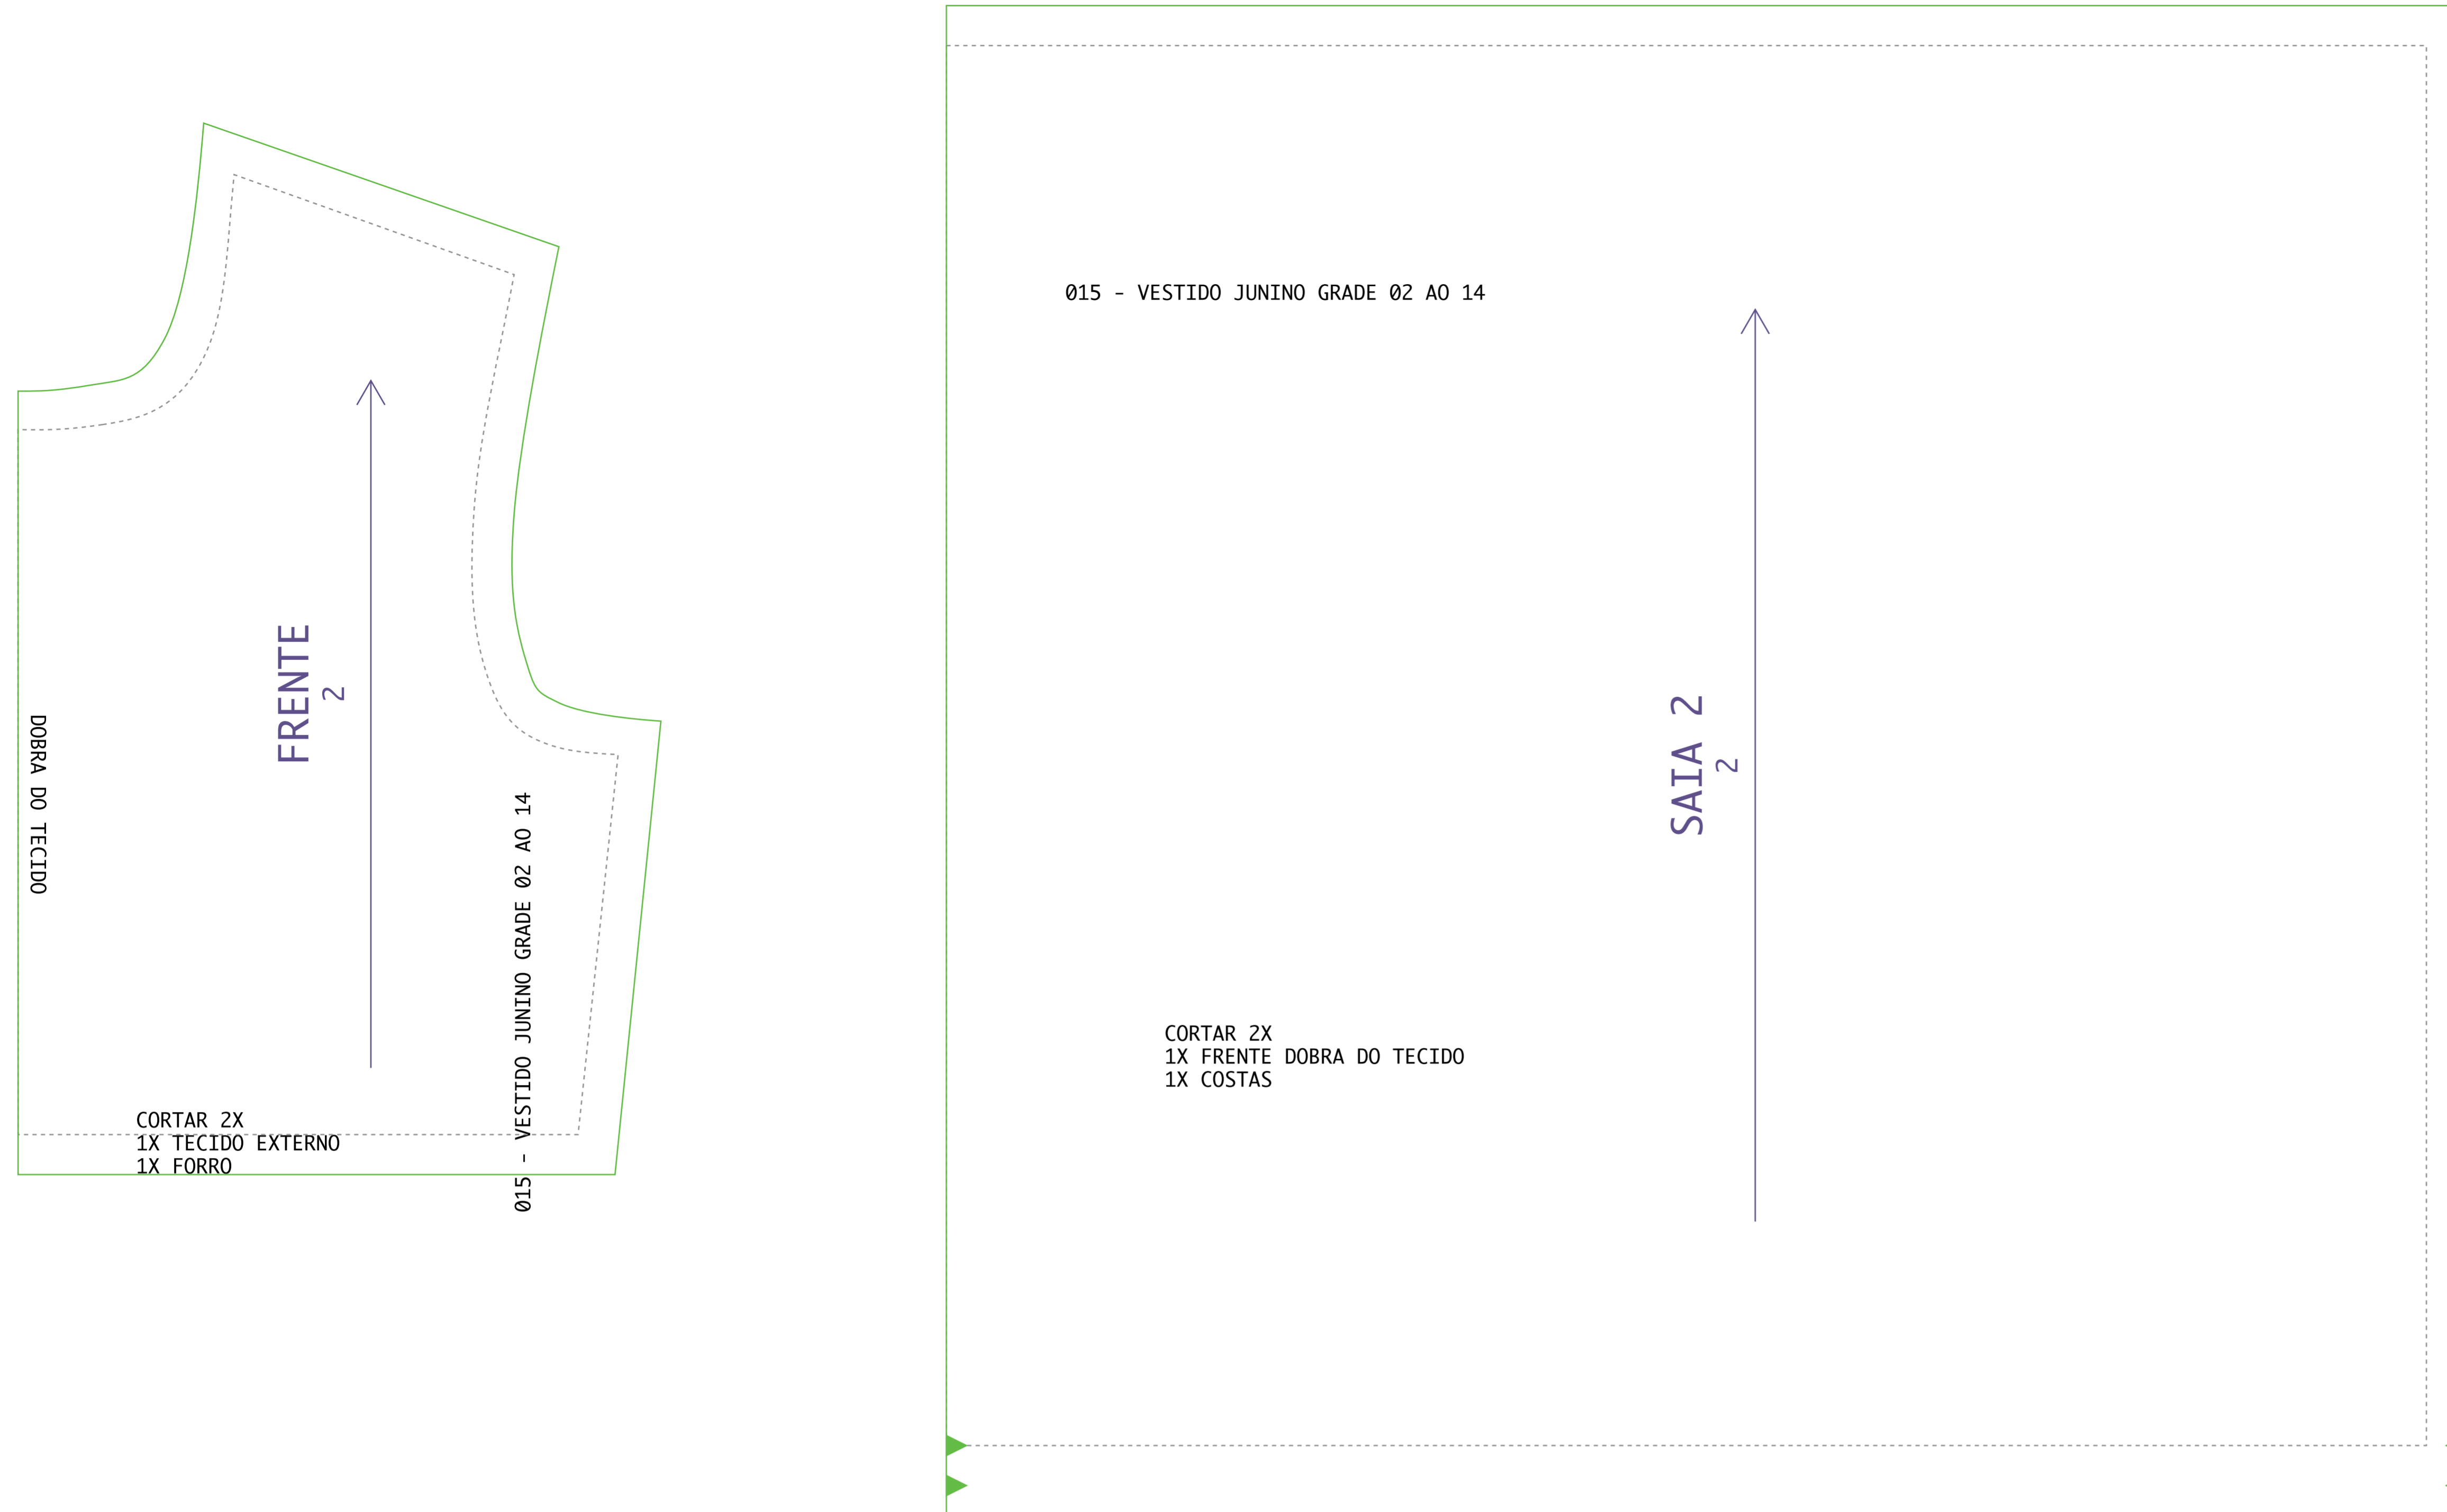 FRENTE
2
DOBRA DO TECIDO
015 - VESTIDO JUNINO GRADE 02 AO 14
CORTAR 2X
1X TECIDO EXTERNO
1X FORRO
015 - VESTIDO JUNINO GRADE 02 AO 14
SAIA 2
2
CORTAR 2X
1X FRENTE DOBRA DO TECIDO
1X COSTAS